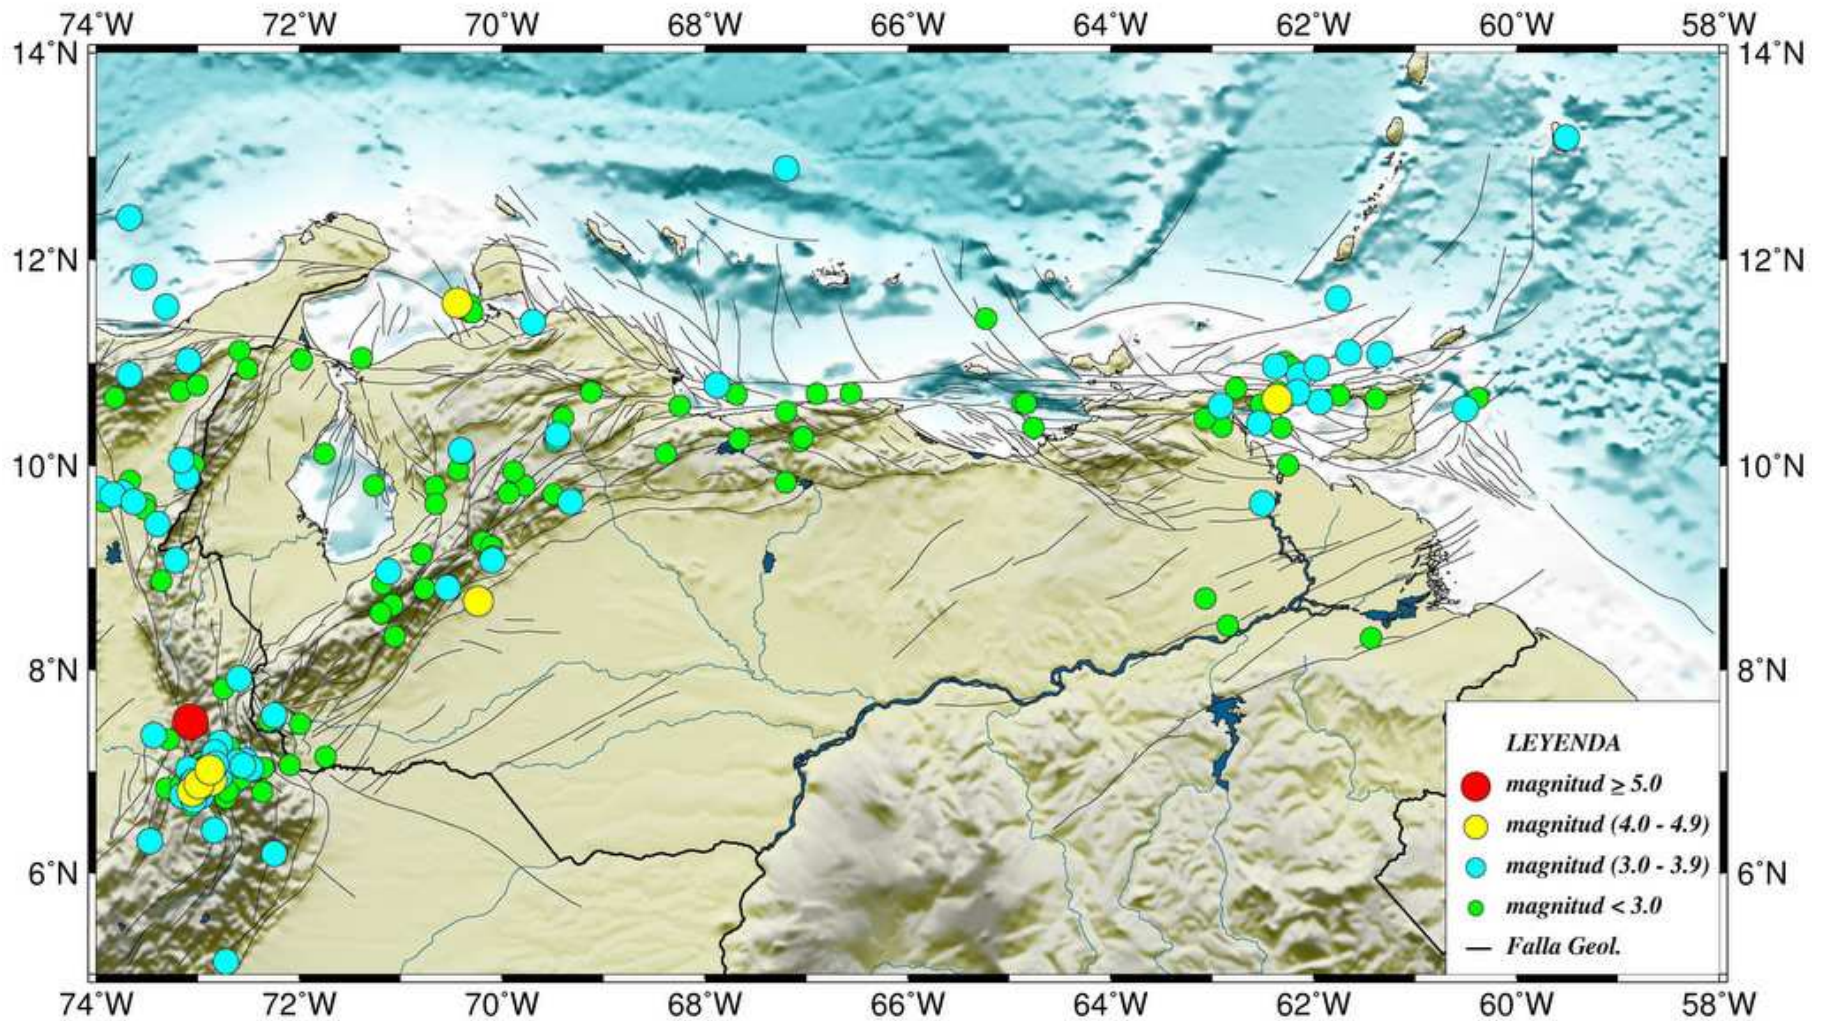 74°W 72°W 70°W 68°W 66°W 64°W 62°W 60°W 58°W
14°N 14°N
12°N 12°N
10°N 10°N
8°N 8°N
6°N 6°N
LEYENDA
magnitud ≥ 5.0
magnitud (4.0 - 4.9)
magnitud (3.0 - 3.9)
magnitud < 3.0
Falla Geol.
74°W 72°W 70°W 68°W 66°W 64°W 62°W 60°W 58°W